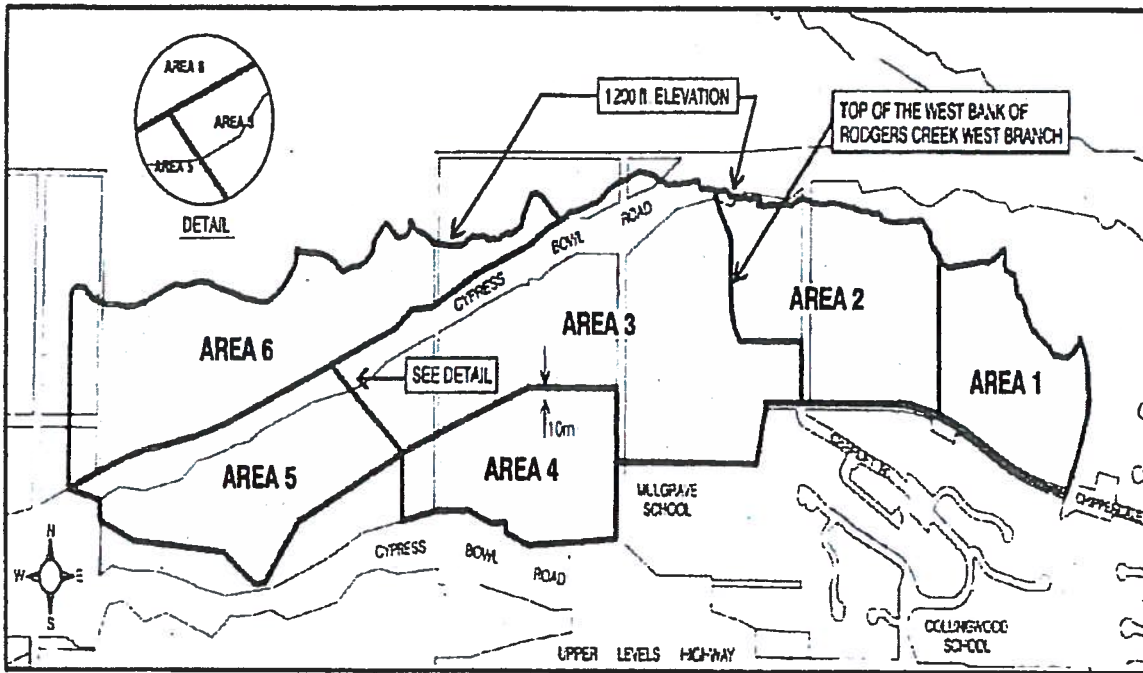 AREA 6
AREA 3
AREA 5
DETAIL
1200 ft. ELEVATION
TOP OF THE WEST BANK OF
RODGERS CREEK WEST BRANCH
CYPRESS BOWL ROAD
AREA 6
AREA 3
AREA 2
AREA 1
SEE DETAIL
10m
AREA 5
AREA 4
MULGRAVE
SCHOOL
CYPRESS BOWL ROAD
N
W E
S
COLLINGWOOD
SCHOOL
UPPER LEVELS HIGHWAY